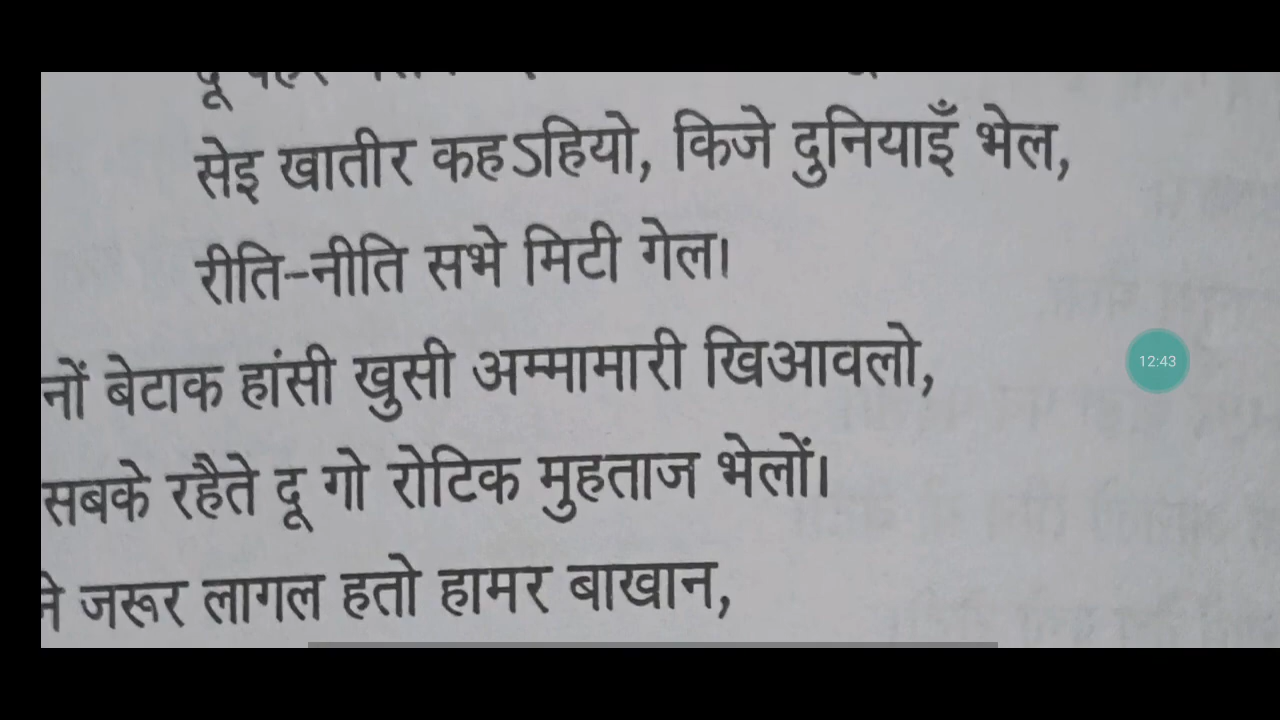 सेइ खातीर कहऽहियो, किजे दुनियाइँ भेल,
रीति-नीति सभे मिटी गेल।
नों बेटाक हांसी खुसी अम्मामारी खिआवलो,
12:43
सबके रहैते दू गो रोटिक मुहताज भेलों।
जरूर लागल हतो हामर बाखान,